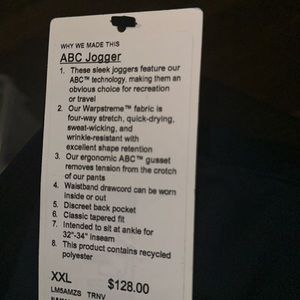 WHY WE MADE THIS
ABC Jogger
1. These sleek joggers feature our
ABC™ technology, making them an
obvious choice for recreation
or travel
2. Our Warpstreme™ fabric is
four-way stretch, quick-drying,
sweat-wicking, and
wrinkle-resistant with
excellent shape retention
3. Our ergonomic ABC™ gusset
removes tension from the crotch
of our pants
4. Waistband drawcord can be worn
inside or out
5. Discreet back pocket
6. Classic tapered fit
7. Intended to sit at ankle for
32"-34" inseam
8. This product contains recycled
polyester
XXL $128.00
LM5AMZS TRNV